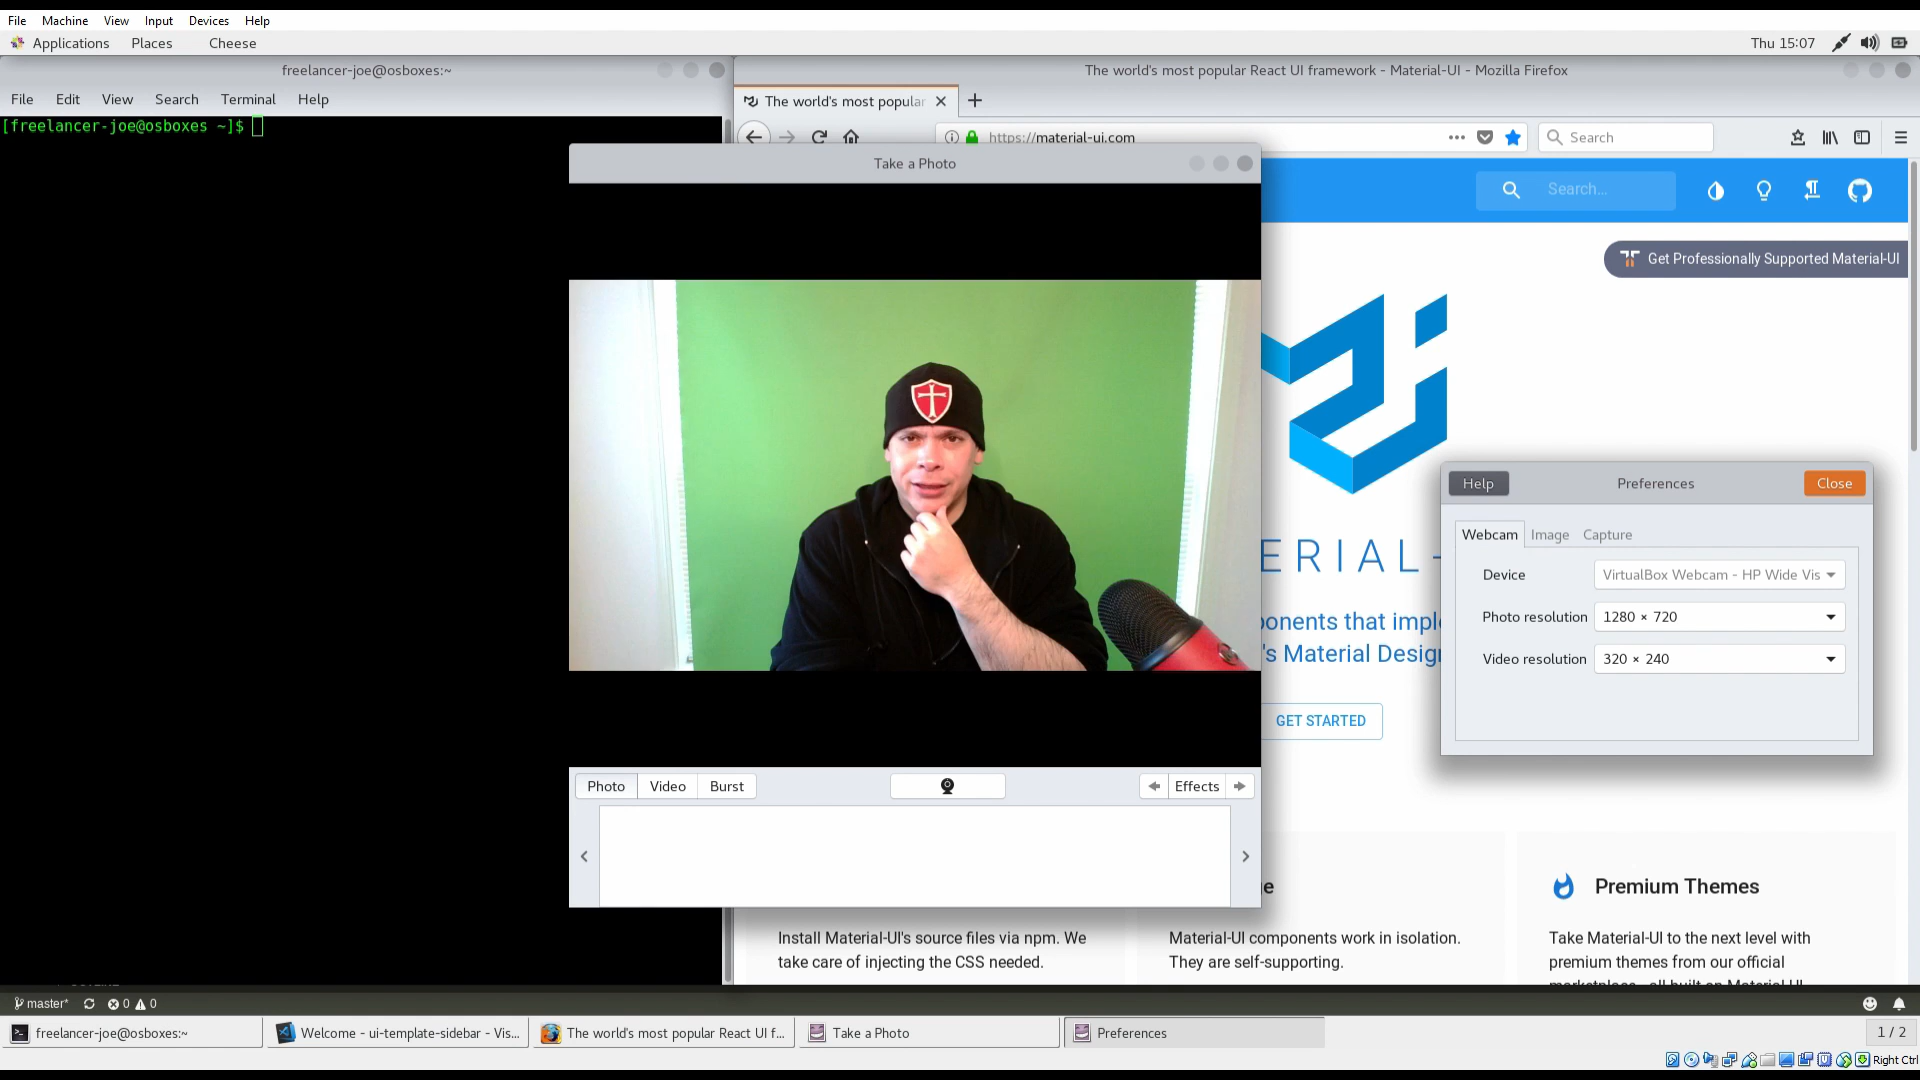 File Machine View Input Devices Help
Applications Places Cheese
Thu 15:07
freelancer-joe@osboxes:~
File Edit View Search Terminal Help
[freelancer-joe@osboxes ~]$
The world's most popular React UI framework - Material-UI - Mozilla Firefox
The world's most popular
https://material-ui.com
Search
Search...
Get Professionally Supported Material-UI
Take a Photo
ERIAL-
ponents that imple
's Material Design
GET STARTED
Help Preferences Close
Webcam Image Capture
Device VirtualBox Webcam - HP Wide Vis
Photo resolution 1280 × 720
Video resolution 320 × 240
Photo Video Burst
Effects
e
Premium Themes
Install Material-UI's source files via npm. We
take care of injecting the CSS needed.
Material-UI components work in isolation.
They are self-supporting.
Take Material-UI to the next level with
premium themes from our official
master* 0 0
freelancer-joe@osboxes:~
Welcome - ui-template-sidebar - Vis...
The world's most popular React UI f...
Take a Photo
Preferences
1 / 2
Right Ctrl